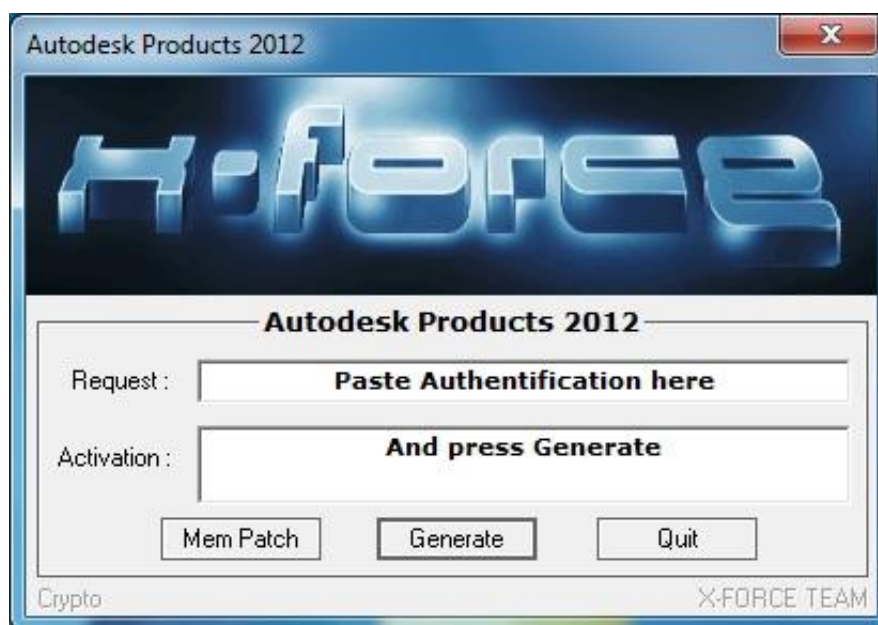 Autodesk Products 2012
x-force
Autodesk Products 2012
Request :
Paste Authentification here
Activation :
And press Generate
Mem Patch
Generate
Quit
Crypto
X-FORCE TEAM